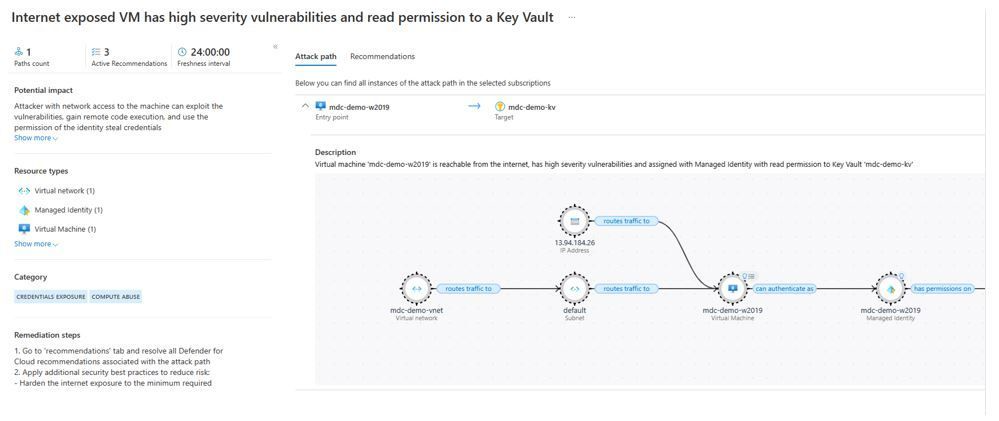 Internet exposed VM has high severity vulnerabilities and read permission to a Key Vault ...
1
Paths count
3
Active Recommendations
24:00:00
Freshness interval
«
Potential impact
Attacker with network access to the machine can exploit the
vulnerabilities, gain remote code execution, and use the
permission of the identity steal credentials
Show more
Resource types
Virtual network (1)
Managed Identity (1)
Virtual Machine (1)
Show more
Category
CREDENTIALS EXPOSURE
COMPUTE ABUSE
Remediation steps
1. Go to 'recommendations' tab and resolve all Defender for
Cloud recommendations associated with the attack path
2. Apply additional security best practices to reduce risk:
- Harden the internet exposure to the minimum required
Attack path
Recommendations
Below you can find all instances of the attack path in the selected subscriptions
mdc-demo-w2019
Entry point
mdc-demo-kv
Target
Description
Virtual machine 'mdc-demo-w2019' is reachable from the internet, has high severity vulnerabilities and assigned with Managed Identity with read permission to Key Vault 'mdc-demo-kv'
routes traffic to
13.94.184.26
IP Address
routes traffic to
routes traffic to
can authenticate as
has permissions on
mdc-demo-vnet
Virtual network
default
Subnet
mdc-demo-w2019
Virtual Machine
mdc-demo-w2019
Managed Identity